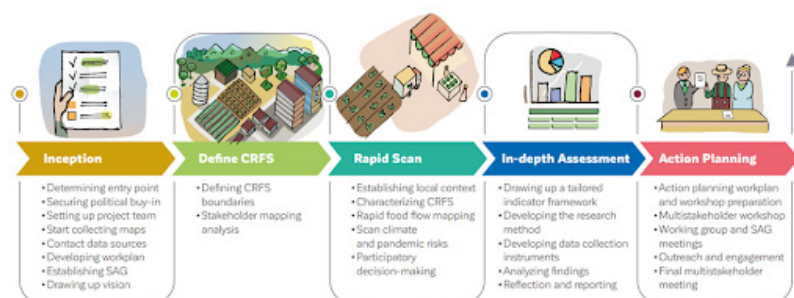 Inception
•Determining entry point
•Securing political buy-in
•Setting up project team
•Start collecting maps
•Contact data sources
•Developing workplan
•Establishing SAG
•Drawing up vision
Define CRFS
•Defining CRFS
boundaries
•Stakeholder mapping
analysis
Rapid Scan
•Establishing local context
•Characterizing CRFS
•Rapid food flow mapping
•Scan climate
and pandemic risks
•Participatory
decision-making
In-depth Assessment
•Drawing up a tailored
indicator framework
•Developing the research
method
•Developing data collection
instruments
•Analyzing findings
•Reflection and reporting
Action Planning
•Action planning workplan
and workshop preparation
•Multistakeholder workshop
•Working group and SAG
meetings
•Outreach and engagement
•Final multistakeholder
meeting